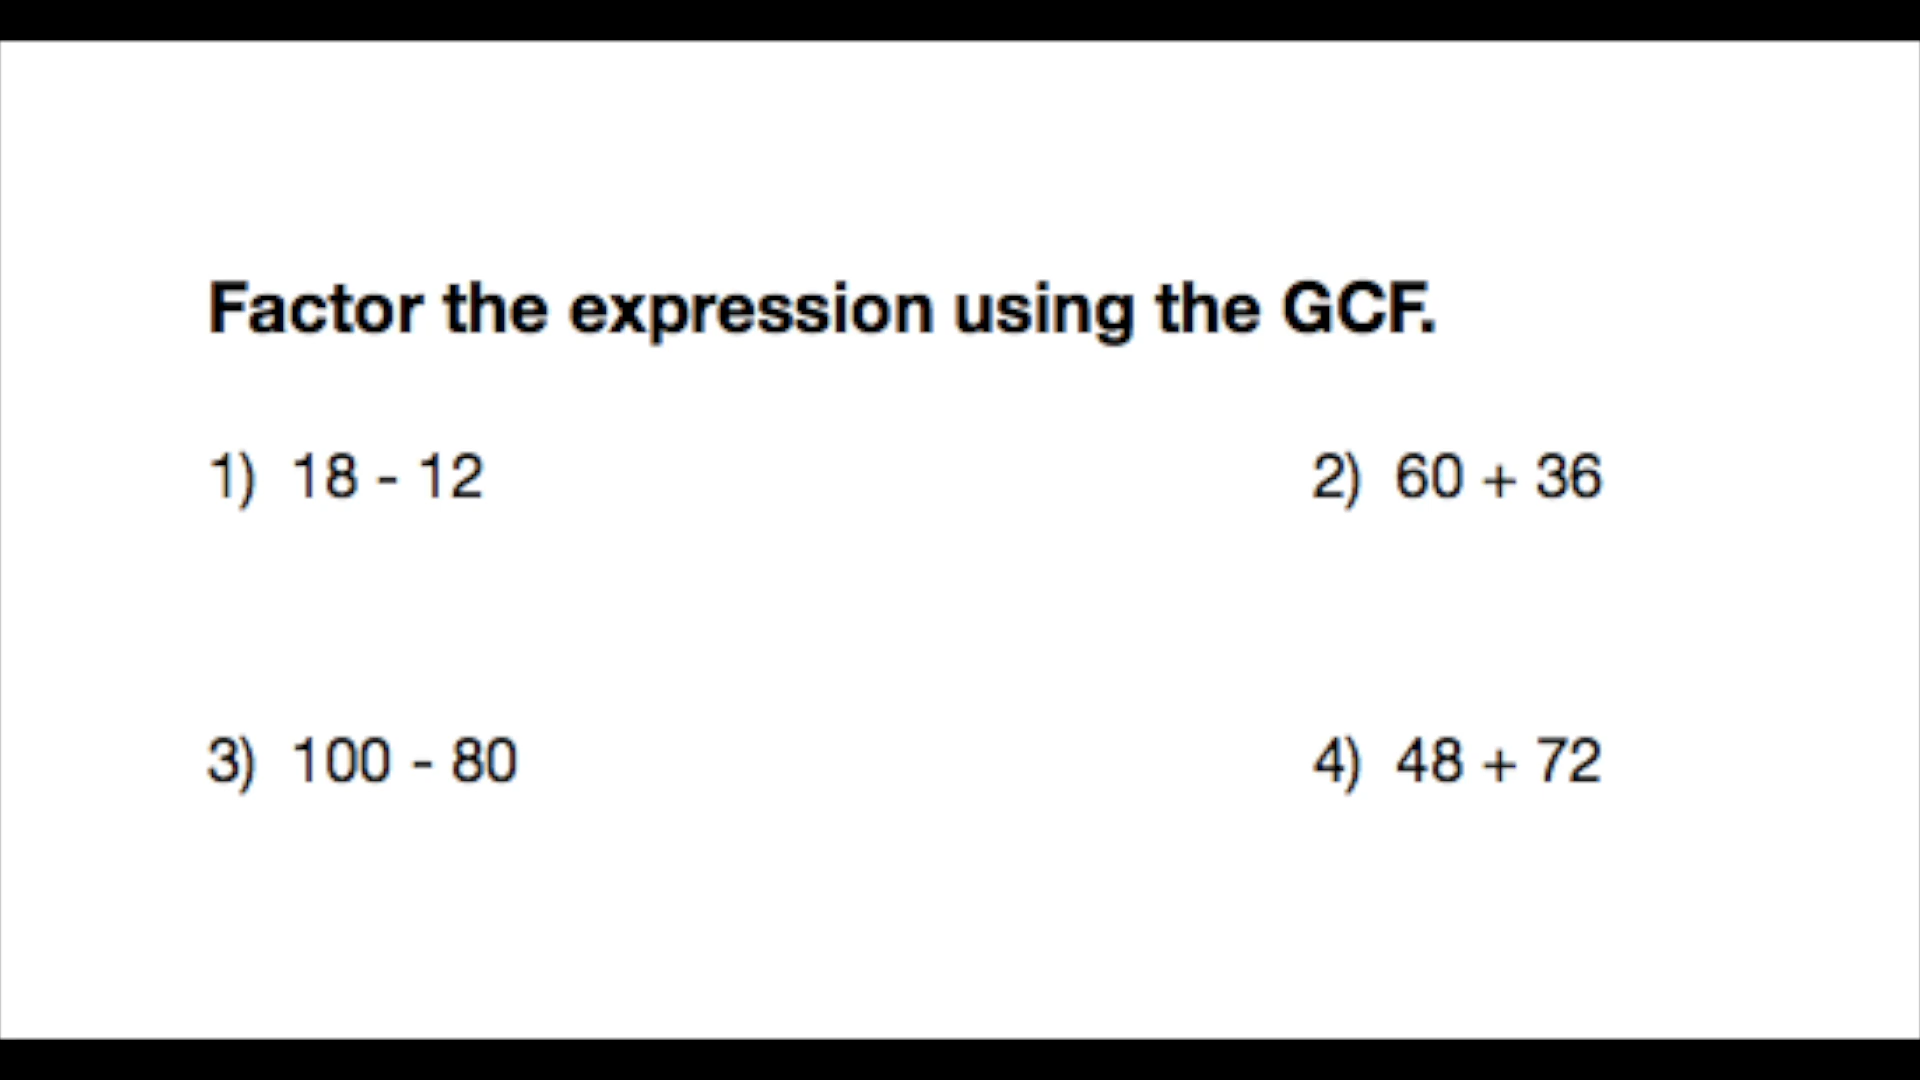 Factor the expression using the GCF.
1) 18 - 12
2) 60 + 36
3) 100 - 80
4) 48 + 72